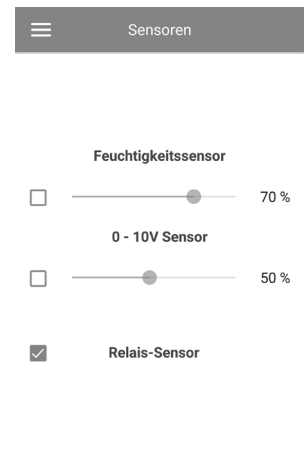 Sensoren
Feuchtigkeitssensor
70 %
0 - 10V Sensor
50 %
Relais-Sensor